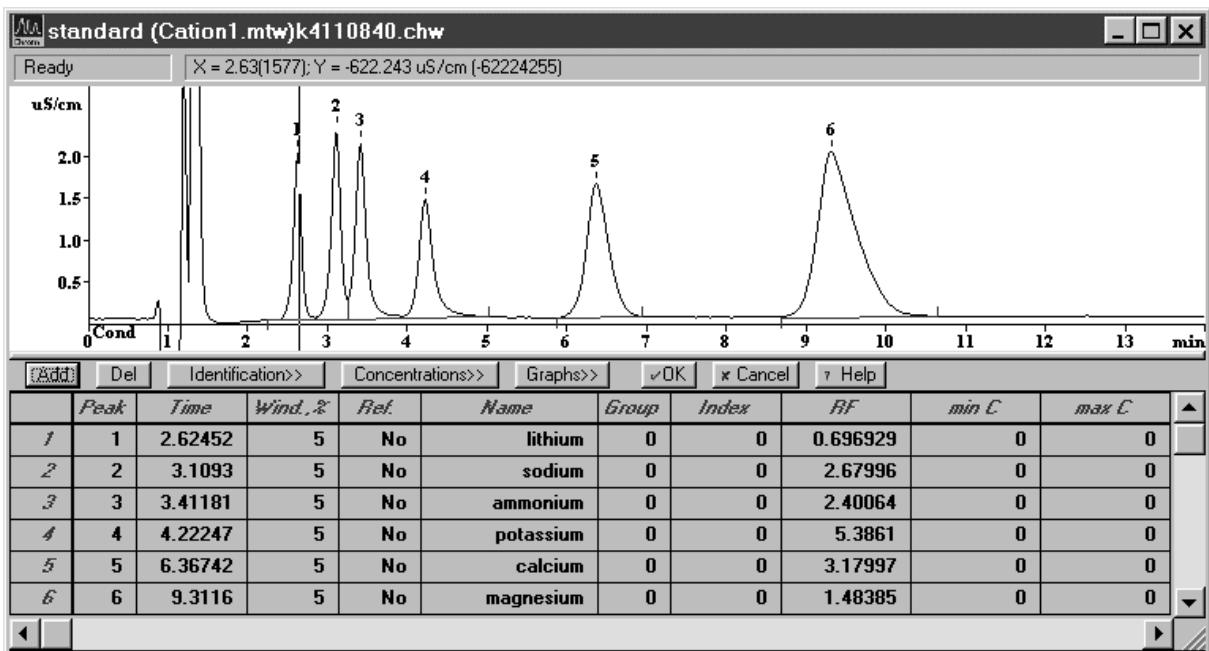 standard (Cation1.mtw)k4110840.chw
Ready X = 2.63(1577); Y = -622.243 uS/cm (-62224255)
uS/cm
2.0
1.5
1.0
0.5
1
2
3
4
5
6
Cond
0 1 2 3 4 5 6 7 8 9 10 11 12 13 min
Add Del Identification>> Concentrations>> Graphs>> OK Cancel ? Help
Peak Time Wind.,% Ref. Name Group Index RF min C max C
1 1 2.62452 5 No lithium 0 0 0.696929 0 0
2 2 3.1093 5 No sodium 0 0 2.67996 0 0
3 3 3.41181 5 No ammonium 0 0 2.40064 0 0
4 4 4.22247 5 No potassium 0 0 5.3861 0 0
5 5 6.36742 5 No calcium 0 0 3.17997 0 0
6 6 9.3116 5 No magnesium 0 0 1.48385 0 0